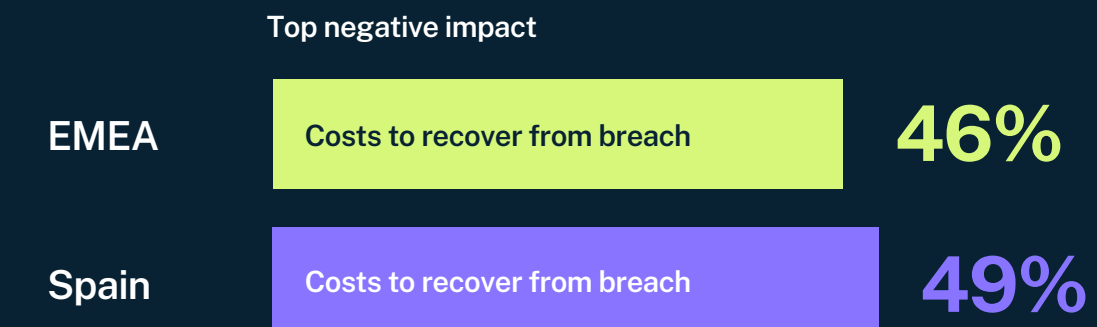 Top negative impact
EMEA Costs to recover from breach 46%
Spain Costs to recover from breach 49%